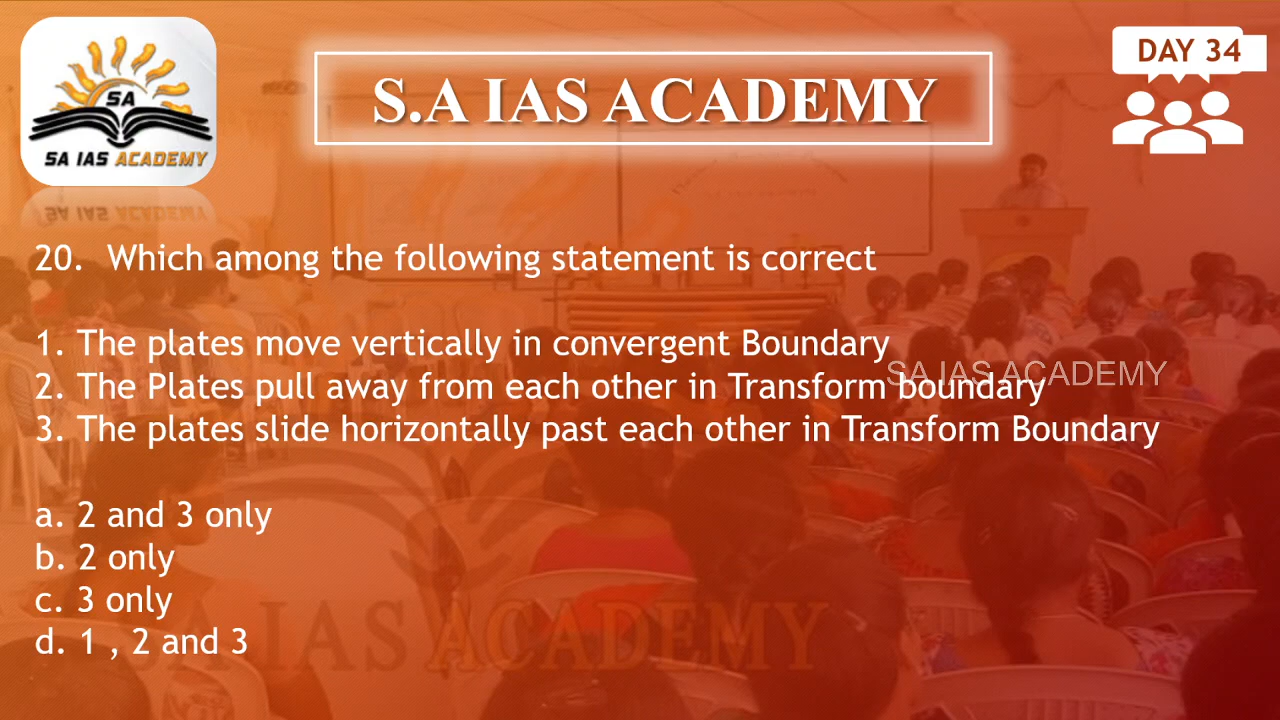 SA
SA IAS ACADEMY
S.A IAS ACADEMY
DAY 34
20. Which among the following statement is correct
1. The plates move vertically in convergent Boundary
SA IAS ACADEMY
2. The Plates pull away from each other in Transform boundary
3. The plates slide horizontally past each other in Transform Boundary
a. 2 and 3 only
b. 2 only
c. 3 only
d. 1 , 2 and 3
SA IAS ACADEMY